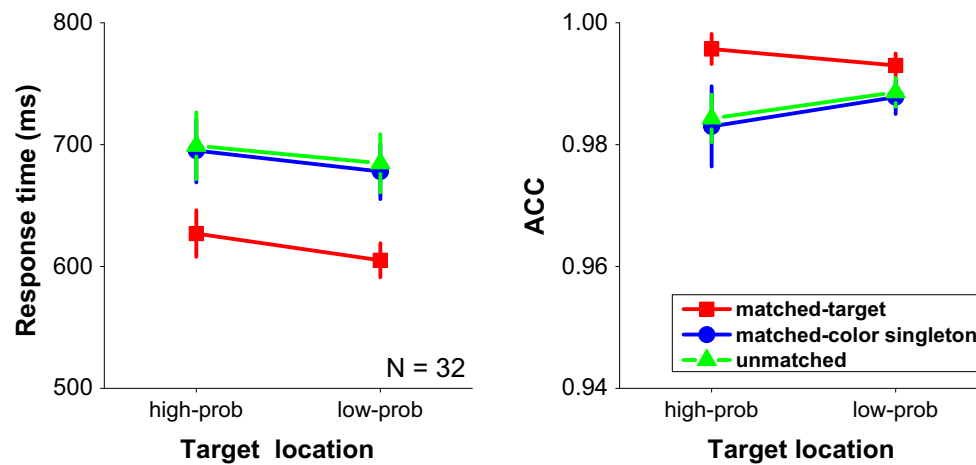 800
700
600
500
Response time (ms)
N = 32
high-prob
low-prob
Target location
1.00
0.98
0.96
0.94
ACC
matched-target
matched-color singleton
unmatched
high-prob
low-prob
Target location